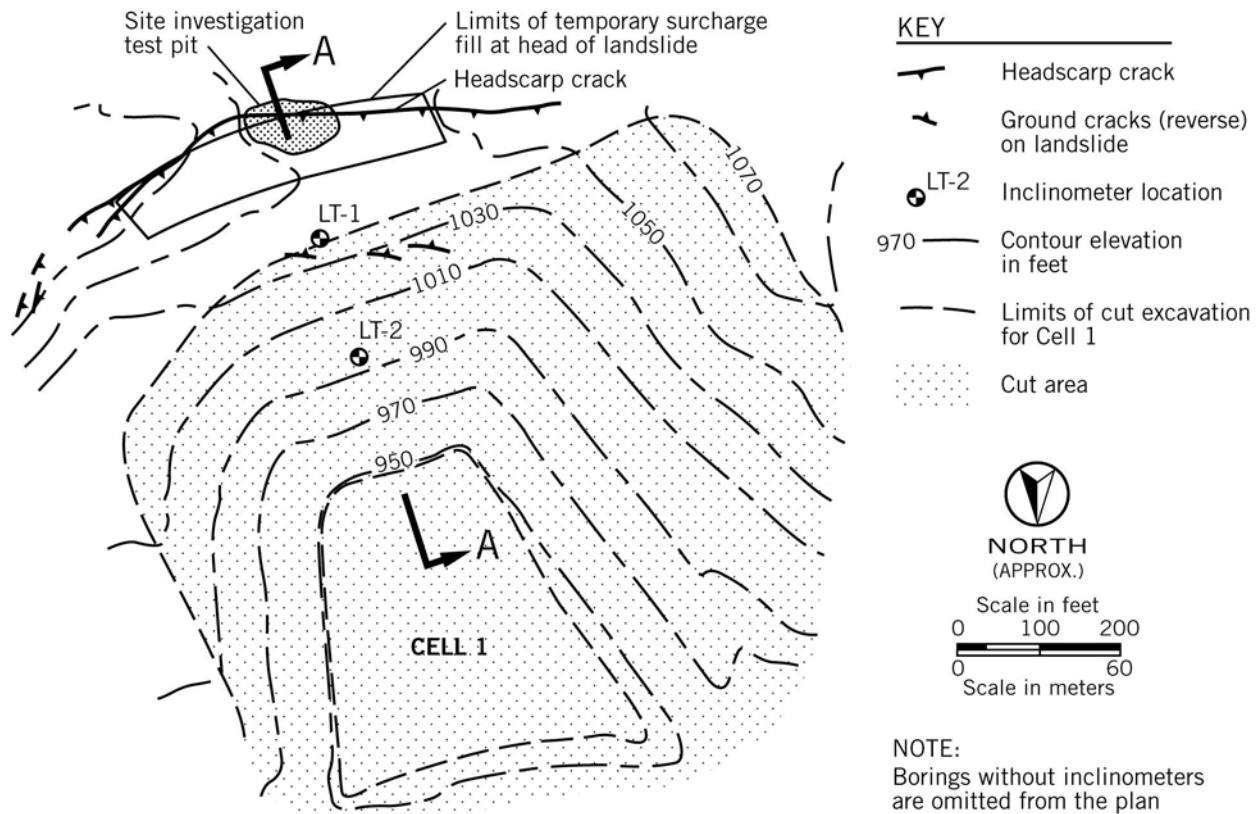 Site investigation
test pit
A
Limits of temporary surcharge
fill at head of landslide
Headscarp crack
LT-1
1030
1050
1070
1010
LT-2
990
970
950
A
CELL 1
KEY
Headscarp crack
Ground cracks (reverse)
on landslide
LT-2
Inclinometer location
970
Contour elevation
in feet
Limits of cut excavation
for Cell 1
Cut area
NORTH
(APPROX.)
Scale in feet
0 100 200
0 60
Scale in meters
NOTE:
Borings without inclinometers
are omitted from the plan